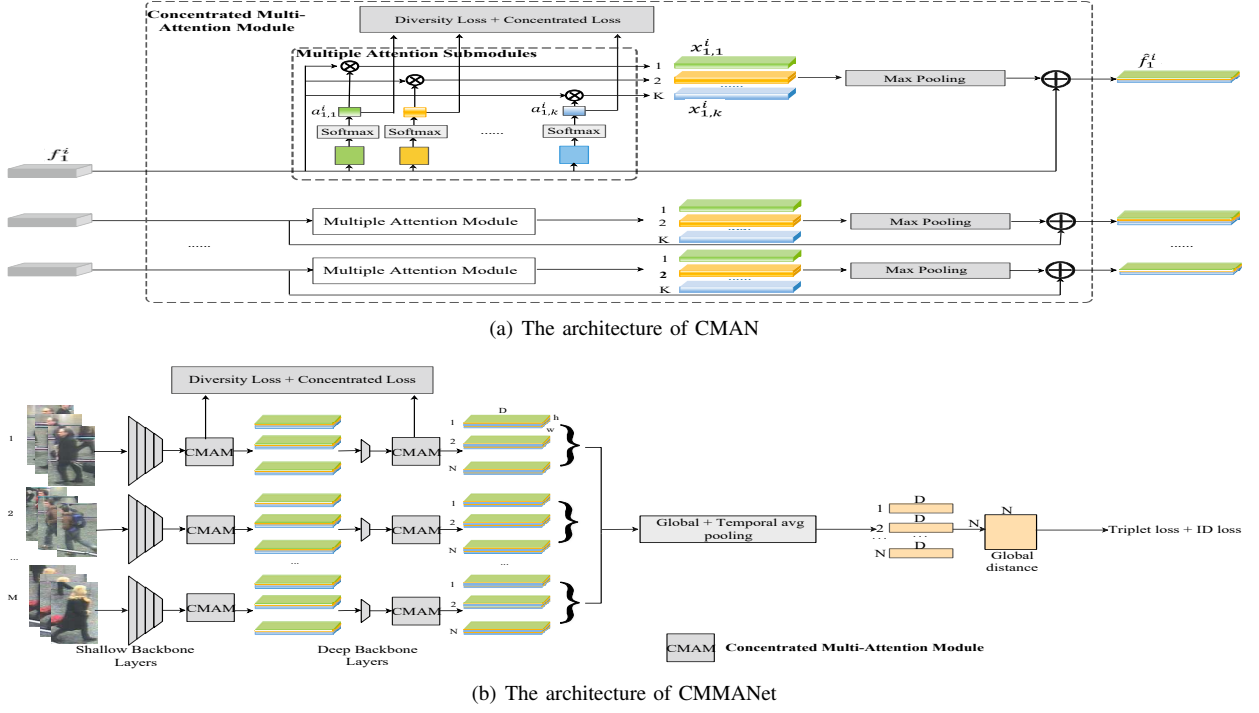 Concentrated Multi-
Attention Module
Diversity Loss + Concentrated Loss
Multiple Attention Submodules
x^i_{1,1}
1
2
......
K
x^i_{1,k}
Max Pooling
f̂^i_1
a^i_{1,1}
a^i_{1,k}
Softmax
Softmax
......
Softmax
f^i_1
Multiple Attention Module
1
2
......
K
Max Pooling
......
......
Multiple Attention Module
1
2
......
K
Max Pooling
(a) The architecture of CMAN
Diversity Loss + Concentrated Loss
1
CMAM
CMAM
D
h
w
1
2
N
2
CMAM
CMAM
1
2
N
...
...
...
M
CMAM
CMAM
1
2
N
Global + Temporal avg
pooling
1
D
2
D
...
...
N
D
N
N
Global
distance
Triplet loss + ID loss
Shallow Backbone
Layers
Deep Backbone
Layers
CMAM
Concentrated Multi-Attention Module
(b) The architecture of CMMANet